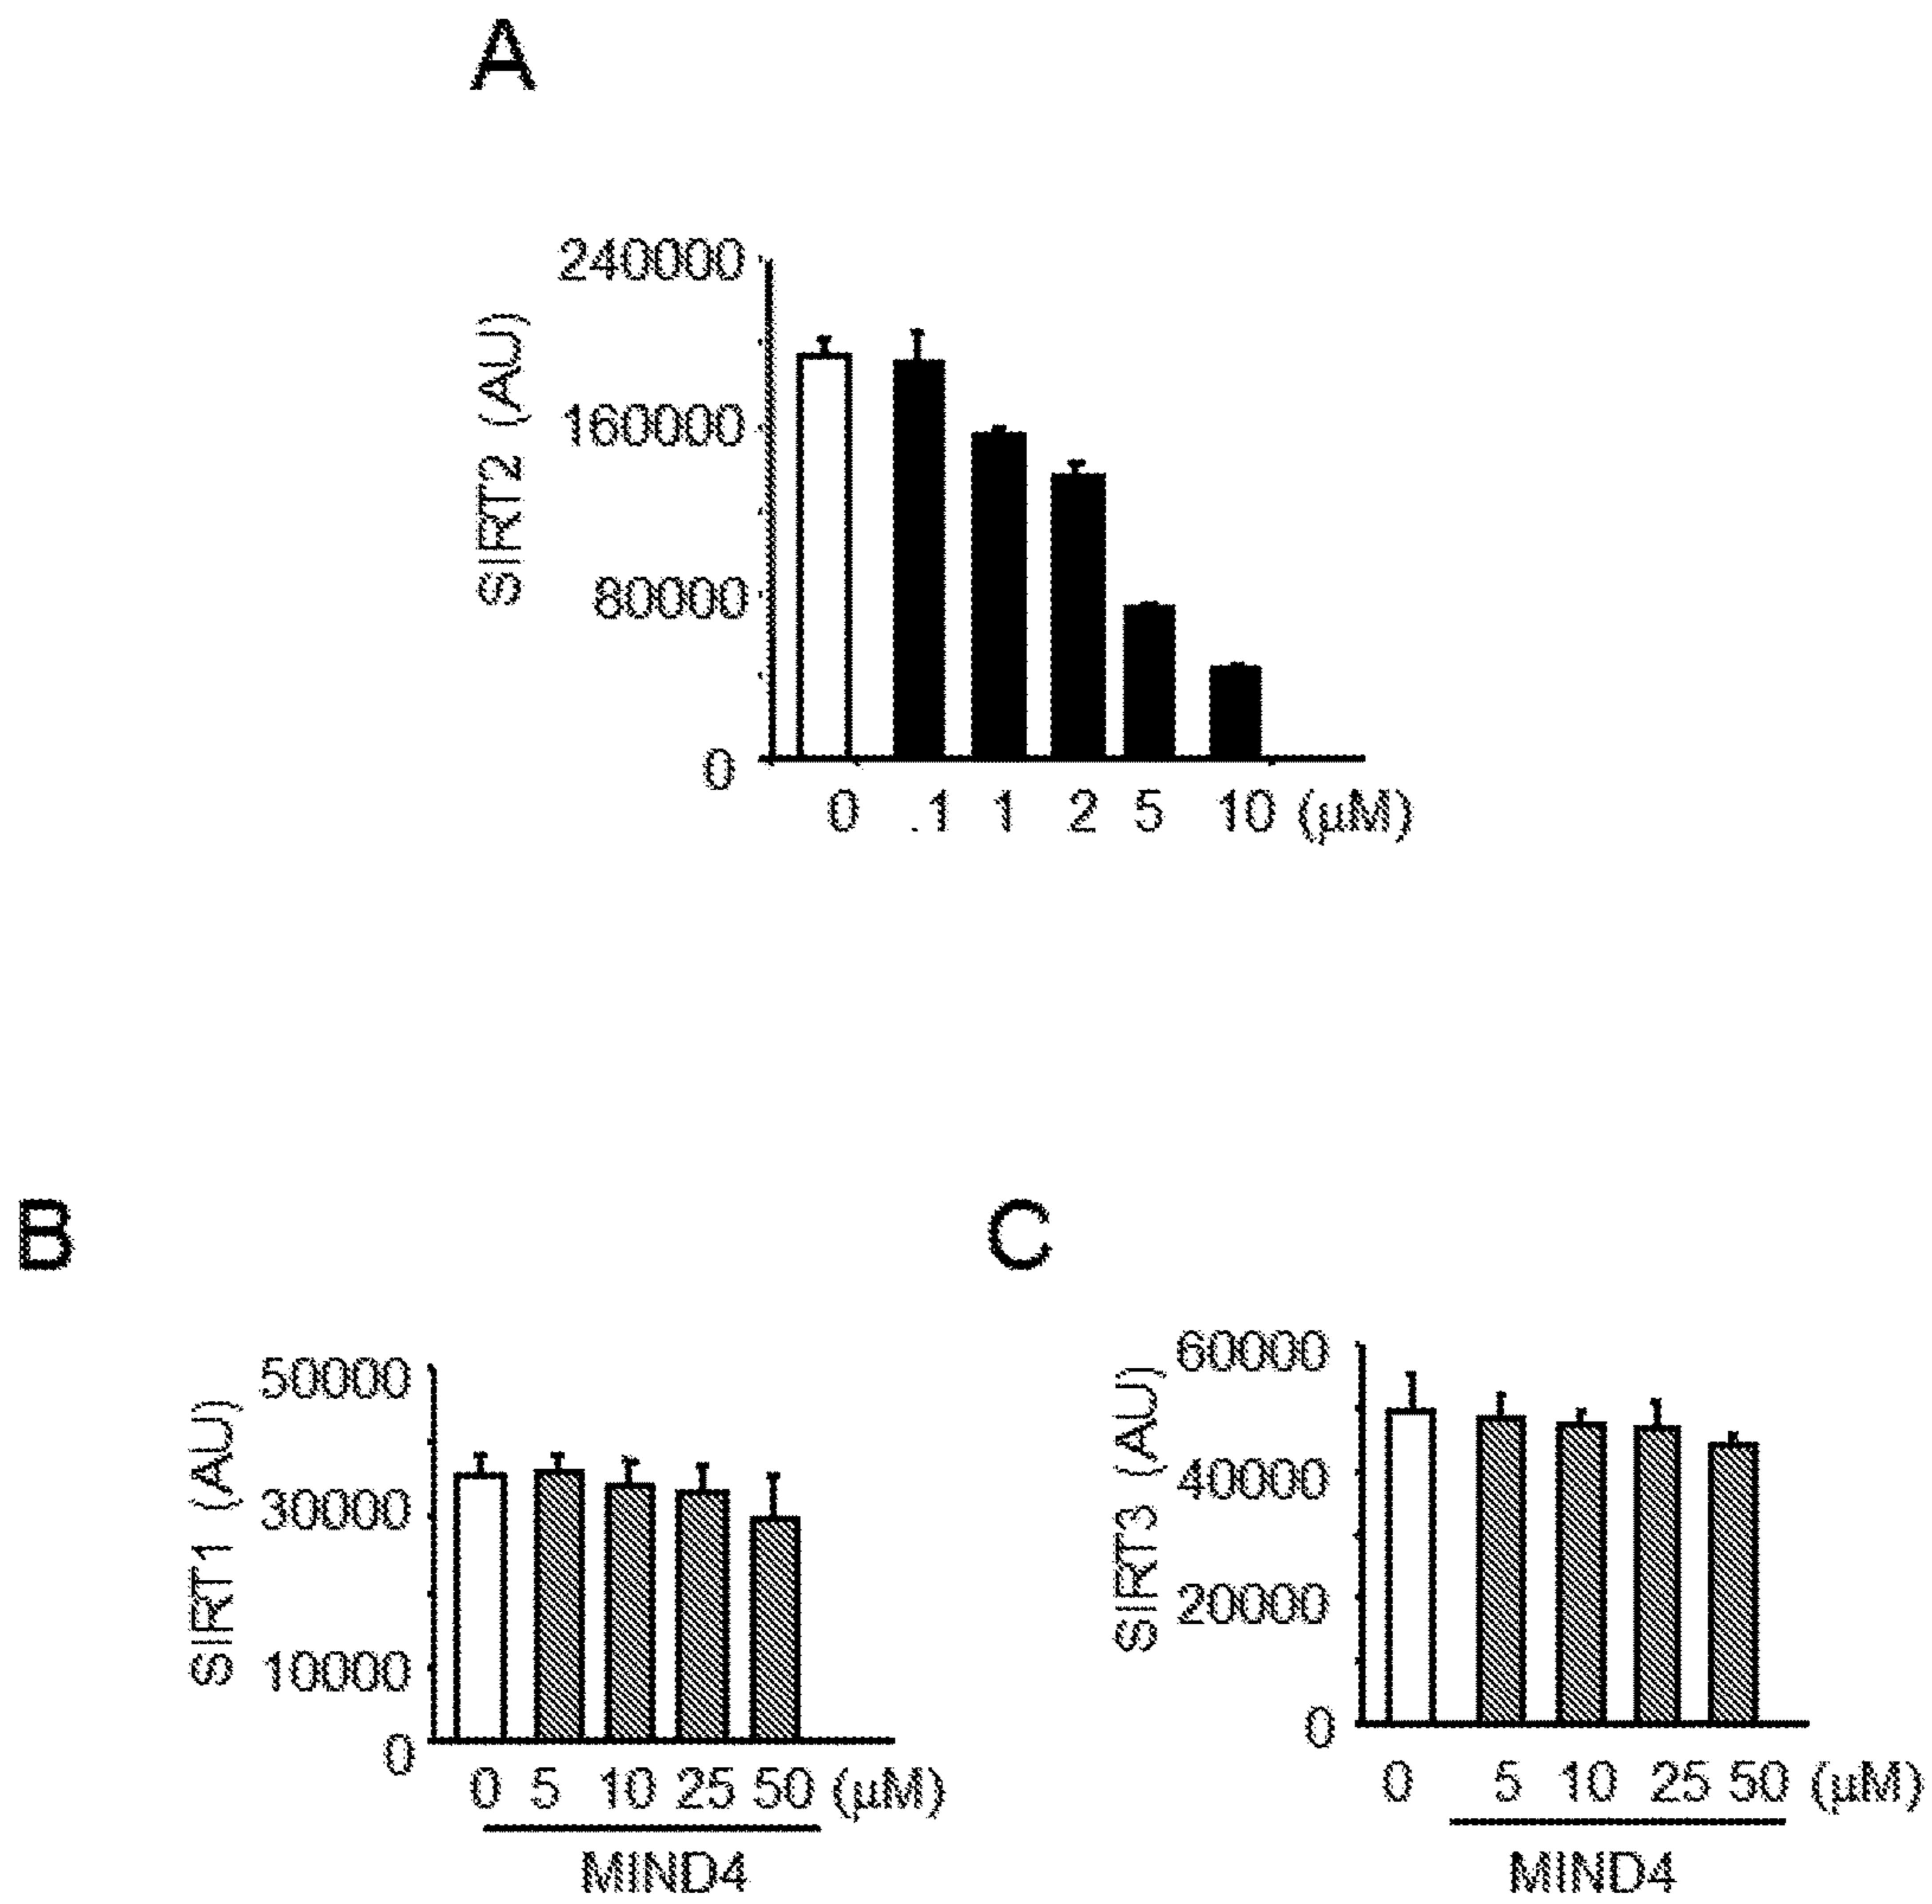 A
SIRT2 (AU)
240000
160000
80000
0
0 .1 1 2 5 10 (µM)
B
SIRT1 (AU)
50000
30000
10000
0
0 5 10 25 50 (µM)
MIND4
C
SIRT3 (AU)
60000
40000
20000
0
0 5 10 25 50 (µM)
MIND4